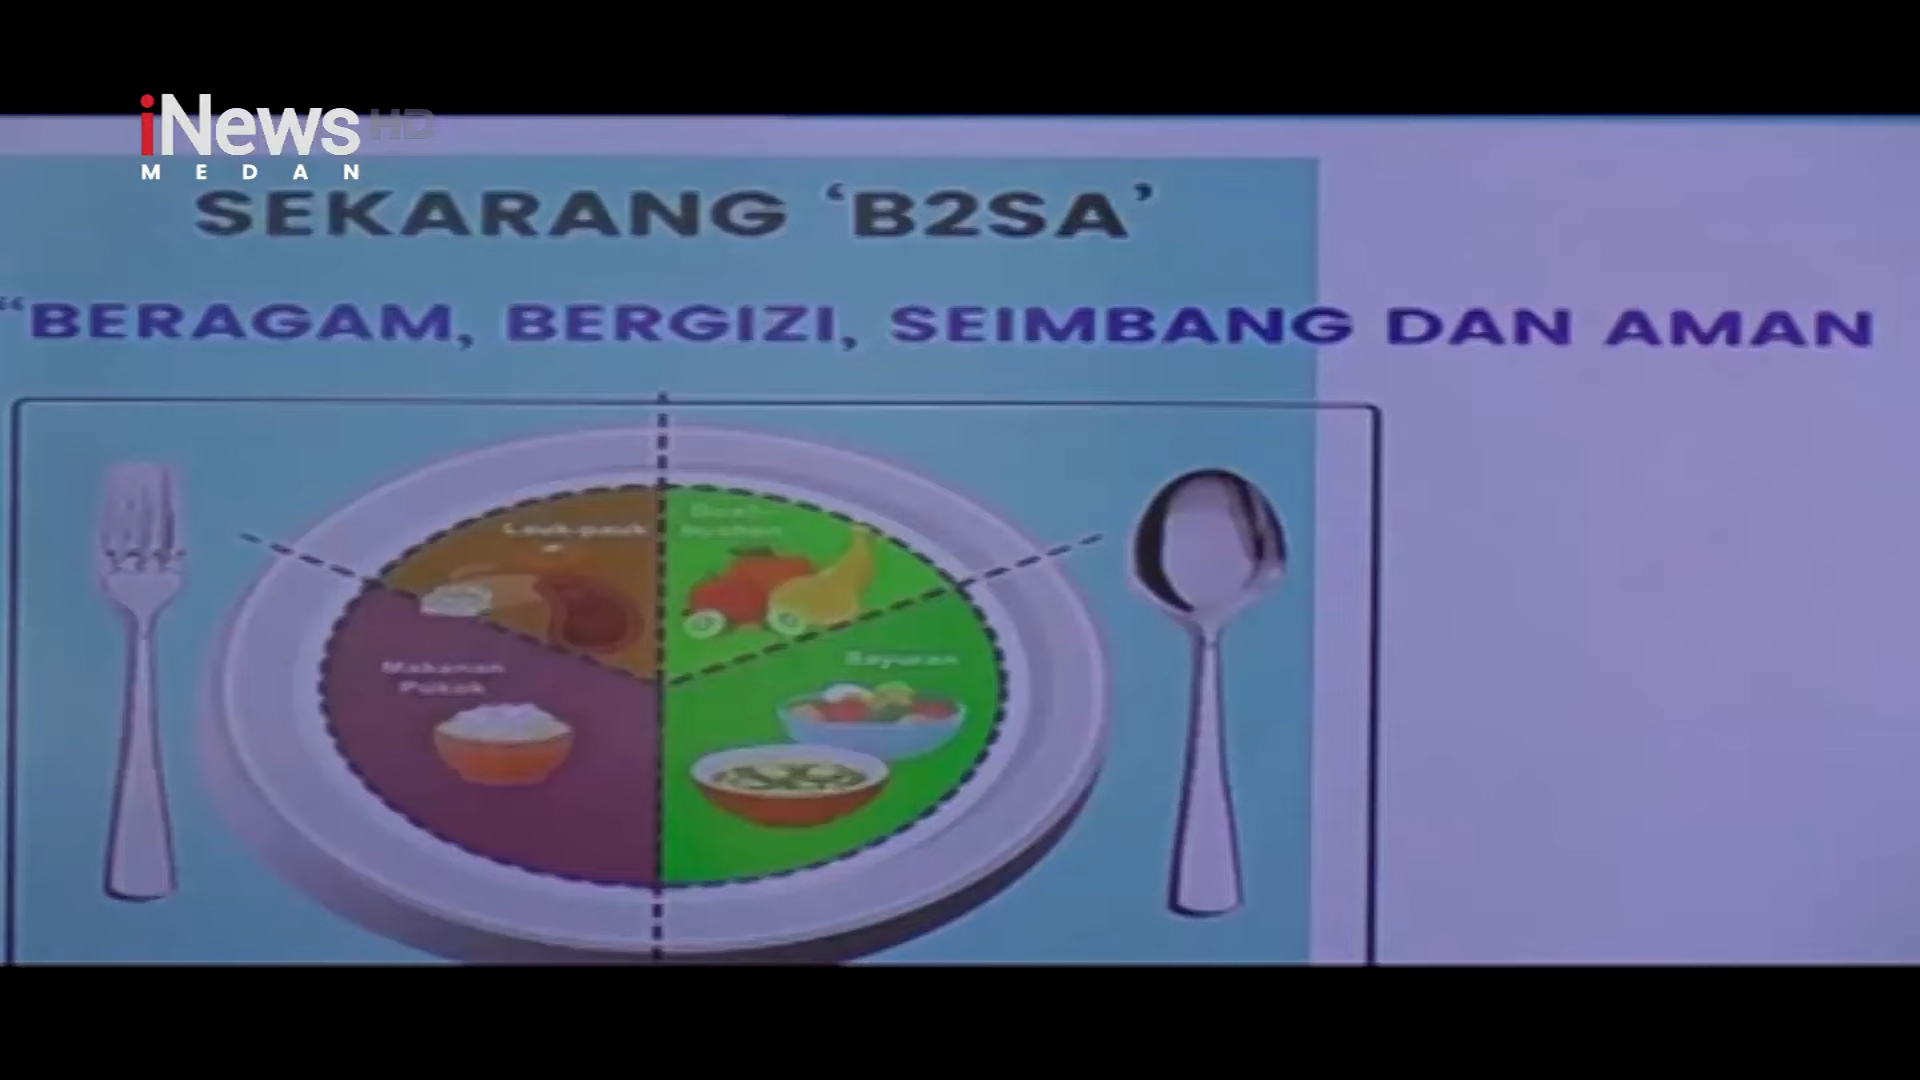 iNews HD
MEDAN
SEKARANG 'B2SA'
“BERAGAM, BERGIZI, SEIMBANG DAN AMAN
Lauk-pauk
Buah-
buahan
Makanan
Pokok
Sayuran